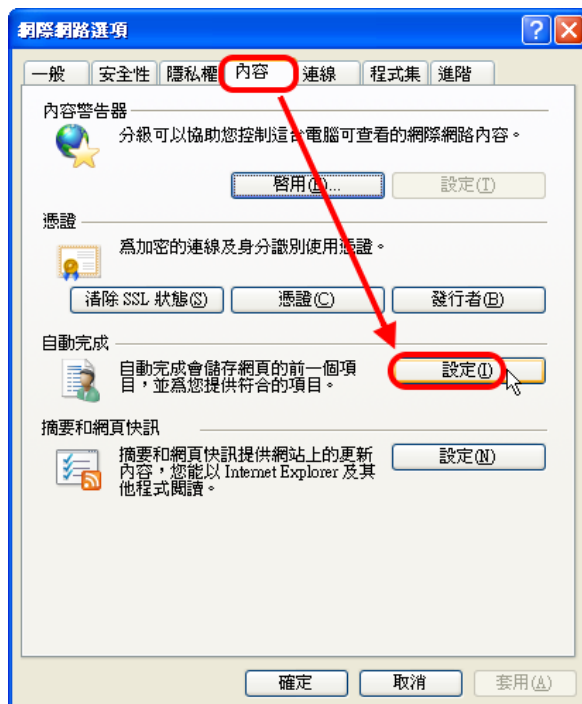 網際網路選項
一般 安全性 隱私權 內容 連線 程式集 進階
內容警告器
分級可以協助您控制這台電腦可查看的網際網路內容。
啓用(E)... 設定(T)
憑證
爲加密的連線及身分識別使用憑證。
清除 SSL 狀態(S) 憑證(C) 發行者(B)
自動完成
自動完成會儲存網頁的前一個項
目，並爲您提供符合的項目。
設定(I)
摘要和網頁快訊
摘要和網頁快訊提供網站上的更新
內容，您能以 Internet Explorer 及其
他程式閱讀。
設定(N)
確定 取消 套用(A)